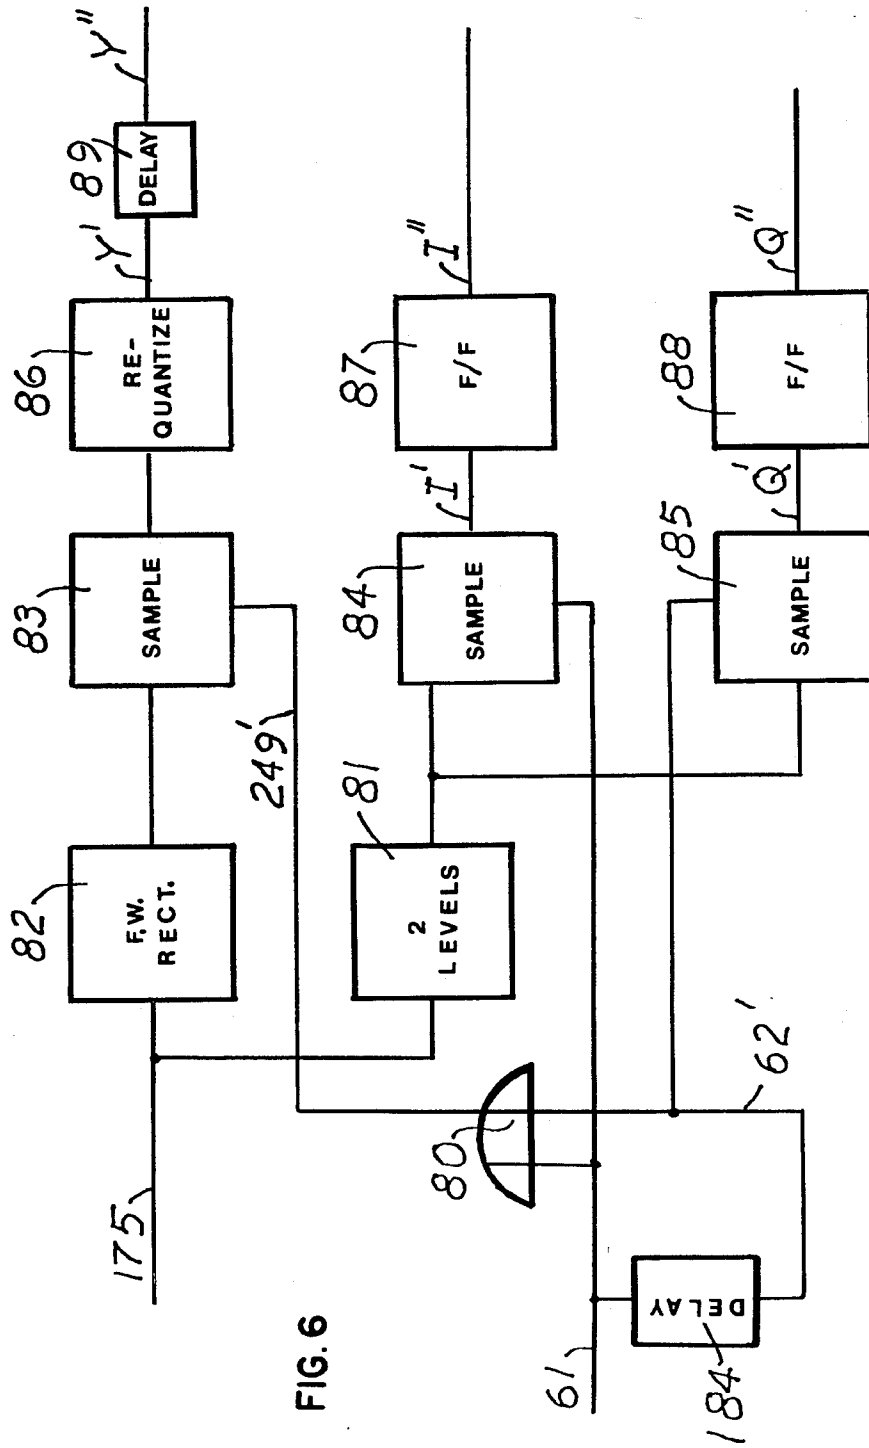 82
F.W.
RECT.
83
SAMPLE
86
RE-
QUANTIZE
Y'
89
DELAY
Y"
175
249'
81
2
LEVELS
84
SAMPLE
I'
87
F/F
I"
80
61
DELAY
184
62'
85
SAMPLE
Q'
88
F/F
Q"
FIG. 6